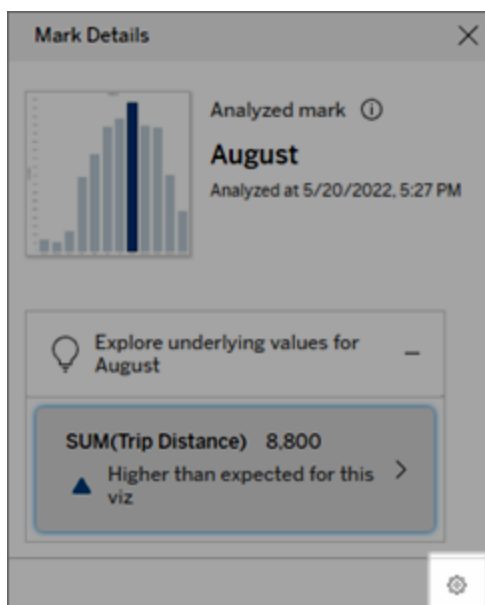 Mark Details
Analyzed mark
August
Analyzed at 5/20/2022, 5:27 PM
Explore underlying values for
August
SUM(Trip Distance) 8,800
Higher than expected for this
viz